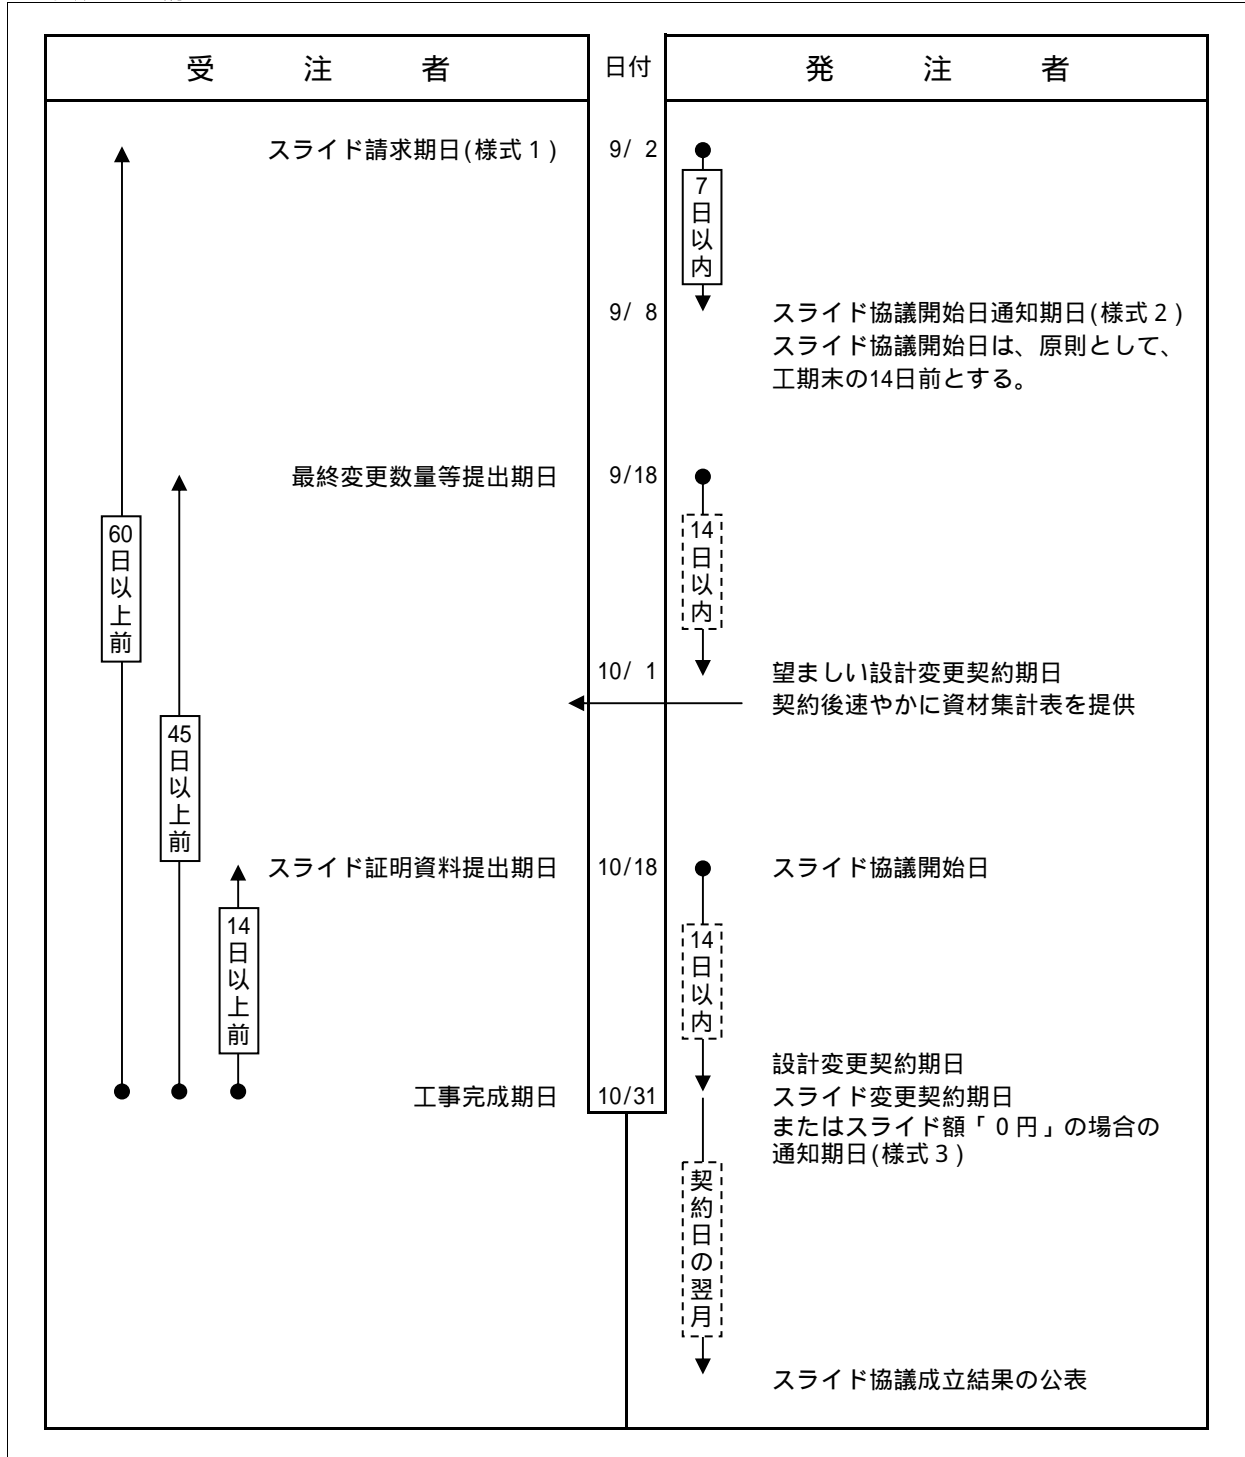 受 注 者 日付 発 注 者
スライド請求期日(様式１) 9/ 2
7日以内
9/ 8 スライド協議開始日通知期日(様式２)
スライド協議開始日は、原則として、
工期末の14日前とする。
最終変更数量等提出期日 9/18
60日以上前
14日以内
10/ 1 望ましい設計変更契約期日
契約後速やかに資材集計表を提供
45日以上前
スライド証明資料提出期日 10/18 スライド協議開始日
14日以上前
14日以内
設計変更契約期日
工事完成期日 10/31 スライド変更契約期日
またはスライド額「０円」の場合の
通知期日(様式３)
契約日の翌月
スライド協議成立結果の公表